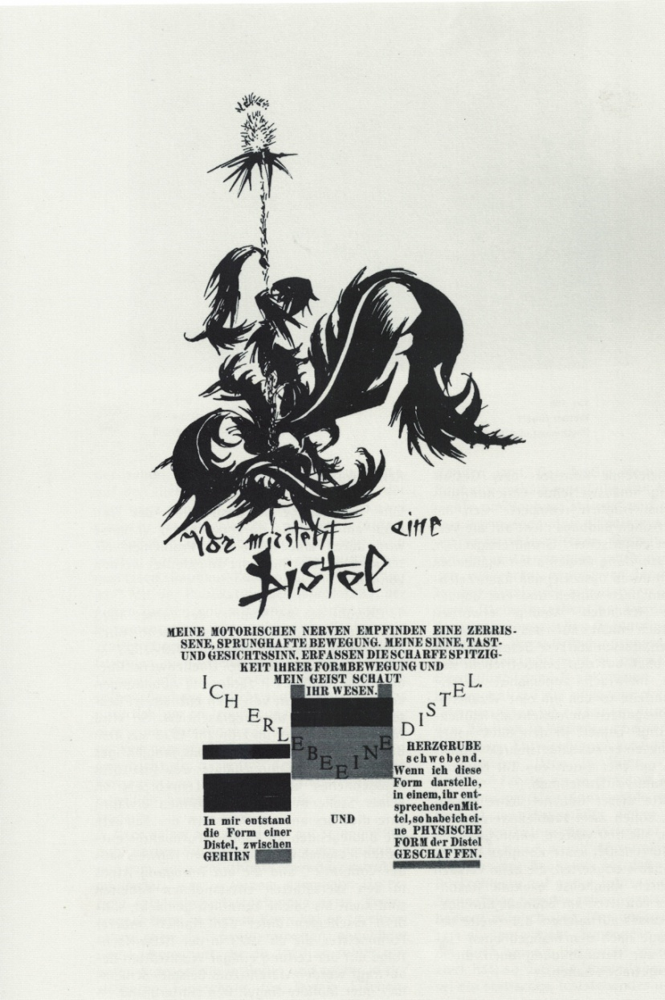 Vor mir steht eine
Distel
MEINE MOTORISCHEN NERVEN EMPFINDEN EINE ZERRIS-
SENE, SPRUNGHAFTE BEWEGUNG. MEINE SINNE, TAST-
UND GESICHTSSINN, ERFASSEN DIE SCHARFE SPITZIG-
KEIT IHRER FORMBEWEGUNG UND
MEIN GEIST SCHAUT
IHR WESEN.
ICH ERLEBE EINE DISTEL.
In mir entstand
die Form einer
Distel, zwischen
GEHIRN
UND
HERZGRUBE
schwebend.
Wenn ich diese
Form darstelle,
in einem, ihr ent-
sprechenden Mit-
tel, so habe ich ei-
ne PHYSISCHE
FORM der Distel
GESCHAFFEN.